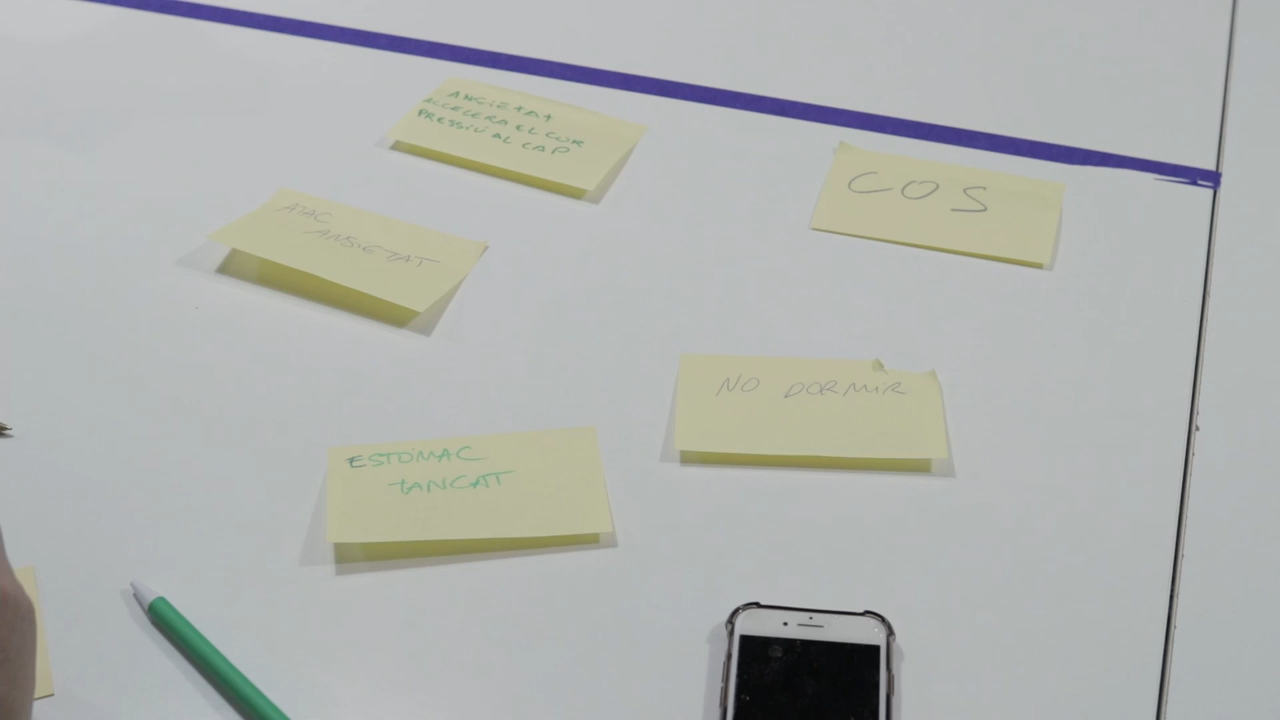 ANSIETAT
ACCELERA EL COR
PRESSIÓ AL CAP
COS
ATAC
ANSIETAT
NO DORMIR
ESTÓMAC
TANCAT